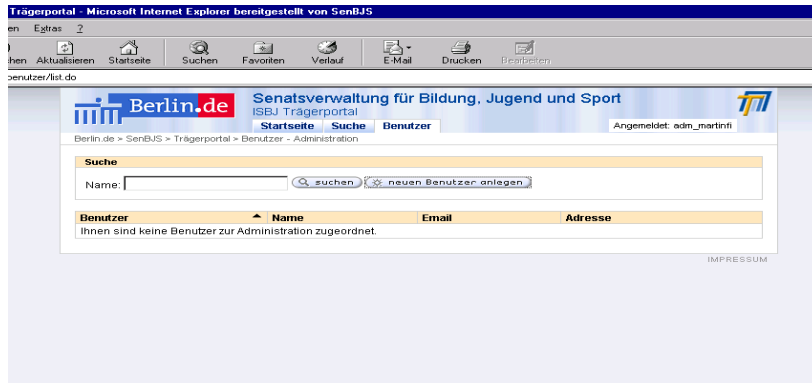 Trägerportal - Microsoft Internet Explorer bereitgestellt von SenBJS
en Extras ?
hen Aktualisieren Startseite Suchen Favoriten Verlauf E-Mail Drucken Bearbeiten
benutzer/list.do
Berlin.de
Senatsverwaltung für Bildung, Jugend und Sport
ISBJ Trägerportal
Startseite Suche Benutzer Angemeldet: adm_martinfi
Berlin.de > SenBJS > Trägerportal > Benutzer - Administration
Suche
Name: suchen neuen Benutzer anlegen
Benutzer Name Email Adresse
Ihnen sind keine Benutzer zur Administration zugeordnet.
IMPRESSUM